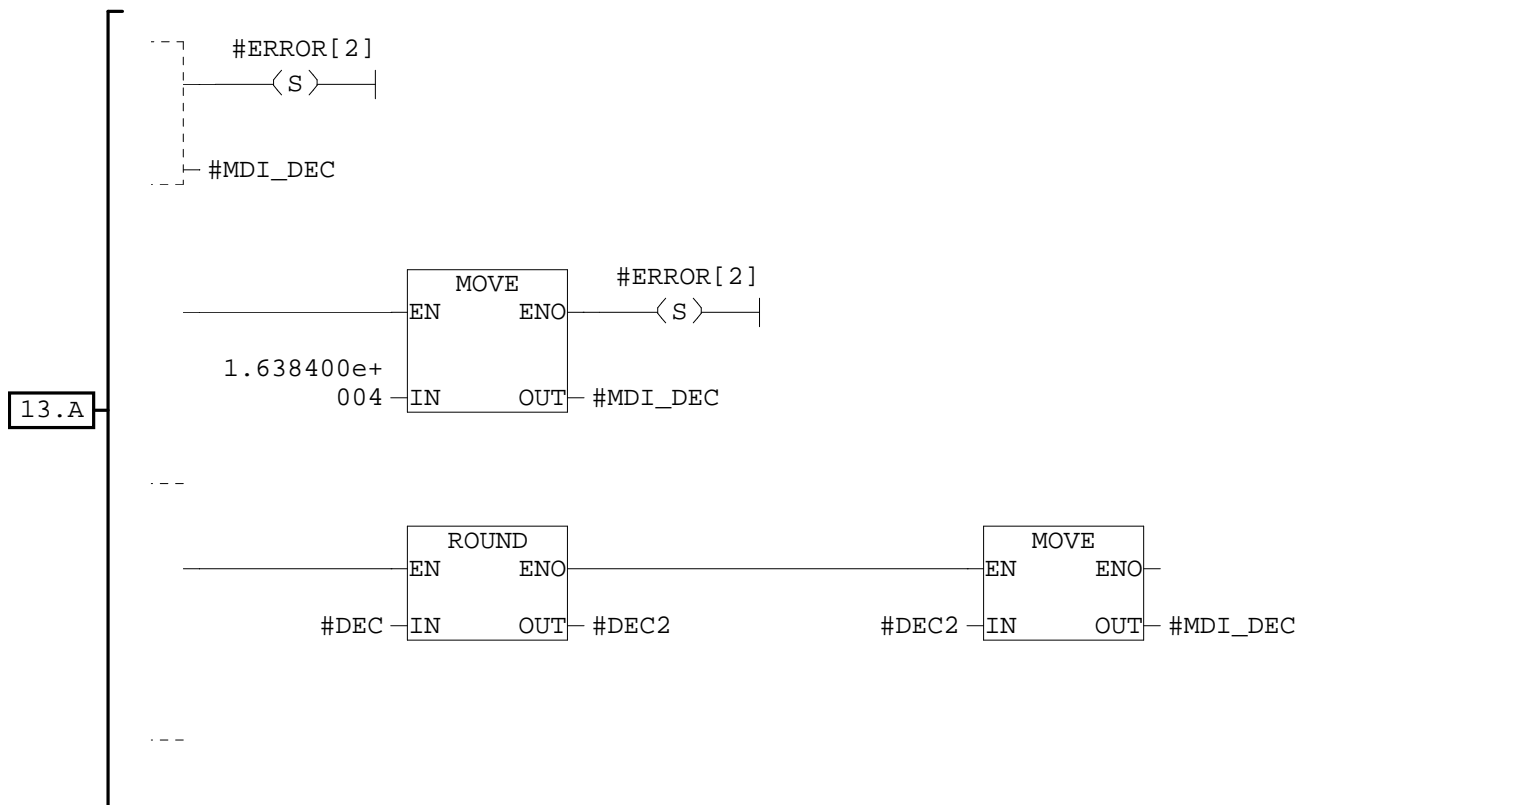 #ERROR[2]
S
#MDI_DEC
MOVE
#ERROR[2]
EN ENO S
1.638400e+
004 IN OUT #MDI_DEC
13.A
ROUND MOVE
EN ENO EN ENO
#DEC IN OUT #DEC2 #DEC2 IN OUT #MDI_DEC